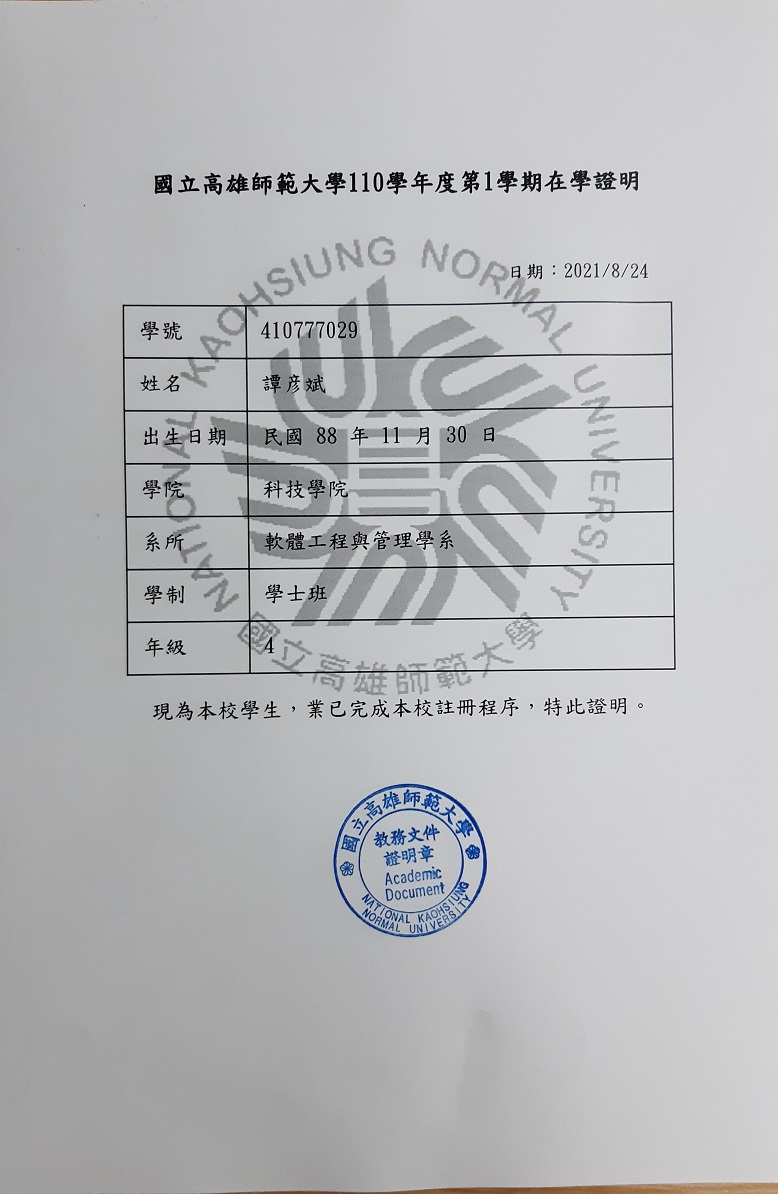 國立高雄師範大學110學年度第1學期在學證明
日期：2021/8/24
學號 410777029
姓名 譚彦斌
出生日期 民國 88 年 11 月 30 日
學院 科技學院
系所 軟體工程與管理學系
學制 學士班
年級 4
NATIONAL KAOHSIUNG NORMAL UNIVERSITY
國立高雄師範大學
現為本校學生，業已完成本校註冊程序，特此證明。
國立高雄師範大學
教務文件
證明章
Academic
Document
NATIONAL KAOHSIUNG
NORMAL UNIVERSITY